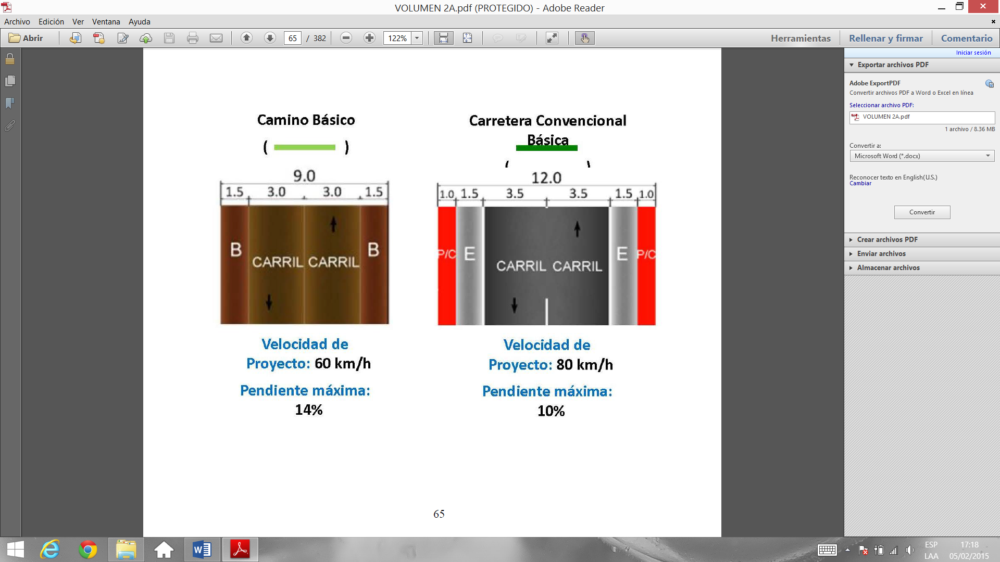 VOLUMEN 2A.pdf (PROTEGIDO) - Adobe Reader
Archivo Edición Ver Ventana Ayuda
Abrir 65 / 382 122% Herramientas Rellenar y firmar Comentario
Iniciar sesión
Exportar archivos PDF
Adobe ExportPDF
Convertir archivos PDF a Word o Excel en línea
Seleccionar archivo PDF:
VOLUMEN 2A.pdf
1 archivo / 8.36 MB
Convertir a:
Microsoft Word (*.docx)
Reconocer texto en English(U.S.)
Cambiar
Convertir
Crear archivos PDF
Enviar archivos
Almacenar archivos
Camino Básico
( )
9.0
1.5 3.0 3.0 1.5
B CARRIL CARRIL B
Velocidad de
Proyecto: 60 km/h
Pendiente máxima:
14%
Carretera Convencional
Básica
( )
12.0
1.0 1.5 3.5 3.5 1.5 1.0
P/C E CARRIL CARRIL E P/C
Velocidad de
Proyecto: 80 km/h
Pendiente máxima:
10%
65
ESP
LAA
17:18
05/02/2015